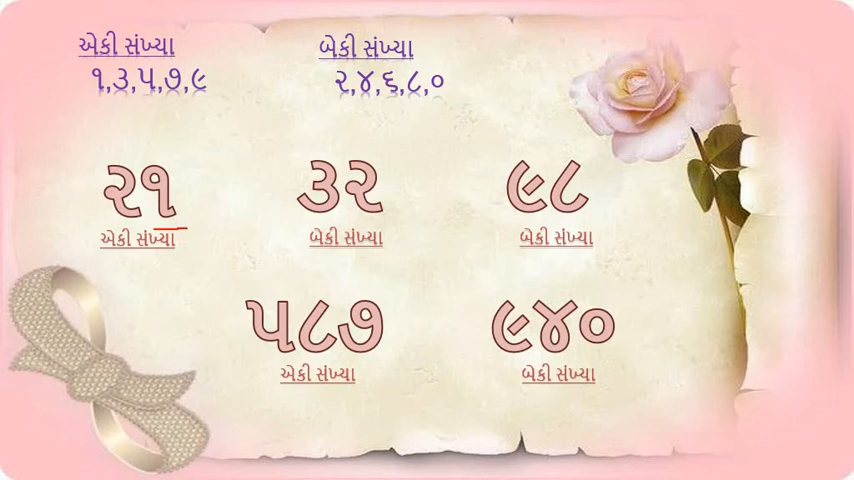 એકી સંખ્યા
૧,૩,૫,૭,૯
બેકી સંખ્યા
૨,૪,૬,૮,૦
૨૧
એકી સંખ્યા
૩૨
બેકી સંખ્યા
૯૮
બેકી સંખ્યા
૫૮૭
એકી સંખ્યા
૯૪૦
બેકી સંખ્યા